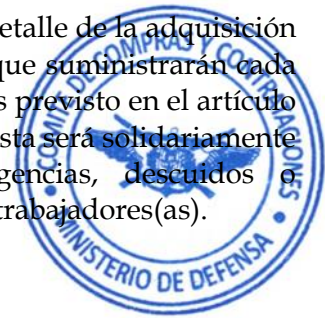 etalle de la adquisición
que suministrarán cada
s previsto en el artículo
sta será solidariamente
gencias, descuidos o
trabajadores(as).
COMITÉ DE COMPRAS Y CONTRATACIONES
MINISTERIO DE DEFENSA